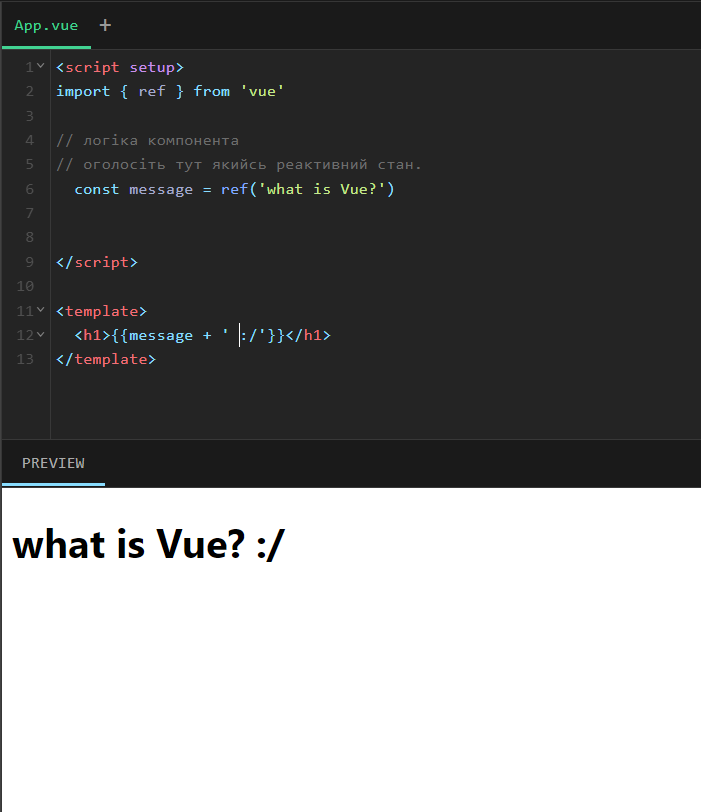 App.vue +
1 <script setup>
2 import { ref } from 'vue'
3
4 // логіка компонента
5 // оголосіть тут якийсь реактивний стан.
6 const message = ref('what is Vue?')
7
8
9 </script>
10
11 <template>
12 <h1>{{message + ' :/'}}</h1>
13 </template>
PREVIEW
what is Vue? :/